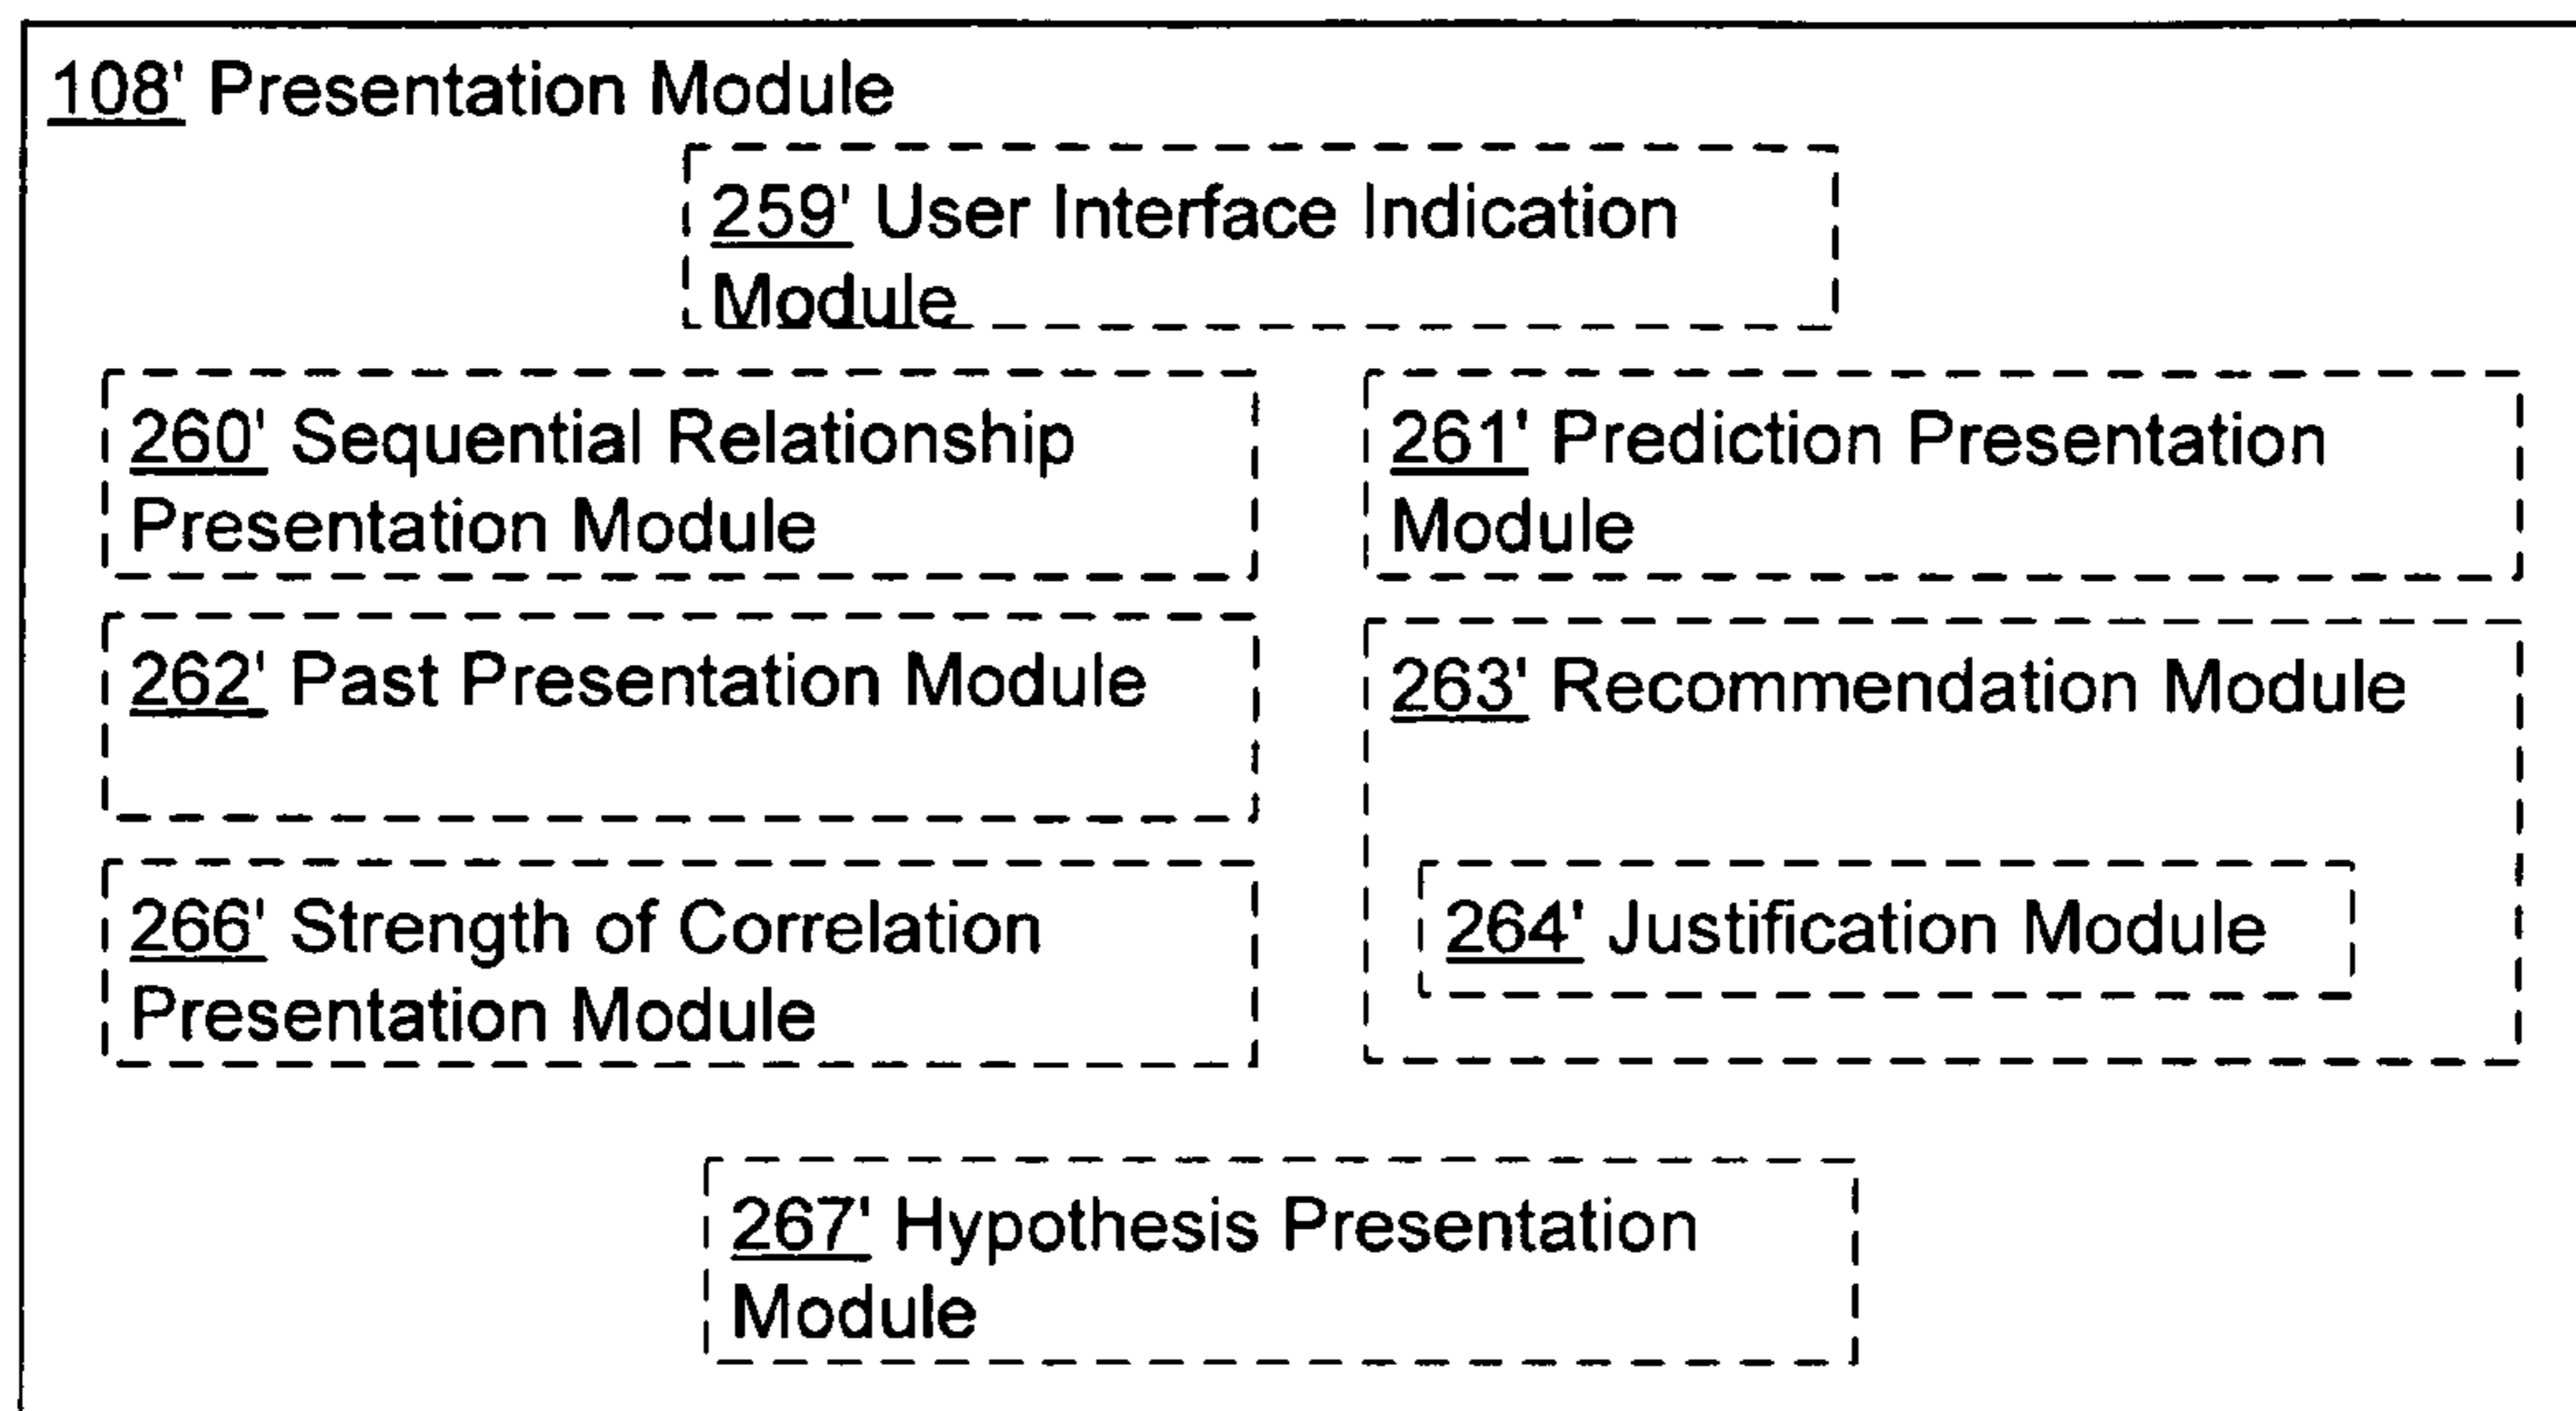 108' Presentation Module
259' User Interface Indication
Module
260' Sequential Relationship
Presentation Module
261' Prediction Presentation
Module
262' Past Presentation Module
263' Recommendation Module
266' Strength of Correlation
Presentation Module
264' Justification Module
267' Hypothesis Presentation
Module